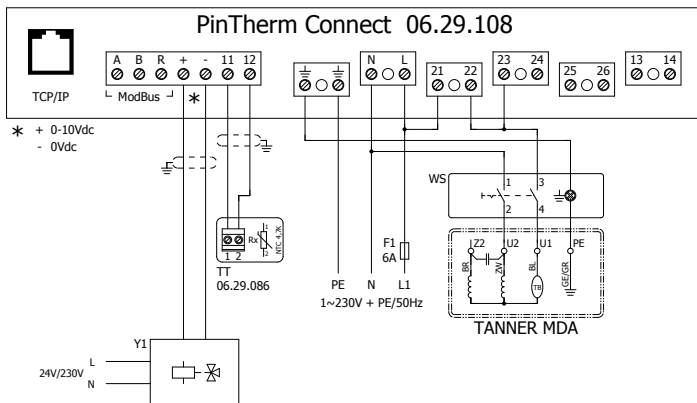 PinTherm Connect 06.29.108
TCP/IP
A B R + - 11 12
ModBus
*
N L
21 22
23 24
25 26
13 14
* + 0-10Vdc
- 0Vdc
WS
1 3
2 4
Rx
NTC 4,7K
1
2
1 2
TT
06.29.086
F1
6A
PE N L1
1~230V + PE/50Hz
Z2 U2 U1 PE
BR ZW BL GE/GR
TB
TANNER MDA
Y1
L
24V/230V
N